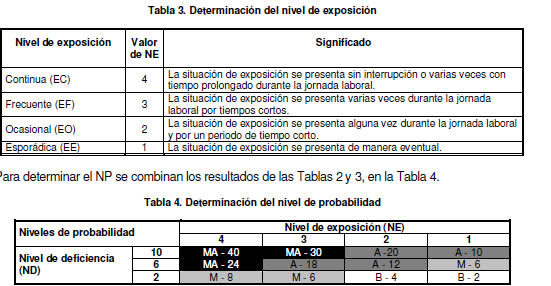 Tabla 3. Determinación del nivel de exposición
Nivel de exposición Valor de NE Significado
Continua (EC) 4 La situación de exposición se presenta sin interrupción o varias veces con tiempo prolongado durante la jornada laboral.
Frecuente (EF) 3 La situación de exposición se presenta varias veces durante la jornada laboral por tiempos cortos.
Ocasional (EO) 2 La situación de exposición se presenta alguna vez durante la jornada laboral y por un periodo de tiempo corto.
Esporádica (EE) 1 La situación de exposición se presenta de manera eventual.
Para determinar el NP se combinan los resultados de las Tablas 2 y 3, en la Tabla 4.
Tabla 4. Determinación del nivel de probabilidad
Niveles de probabilidad Nivel de exposición (NE)
4 3 2 1
Nivel de deficiencia (ND) 10 MA - 40 MA - 30 A -20 A - 10
6 MA - 24 A - 18 A - 12 M - 6
2 M - 8 M - 6 B - 4 B - 2